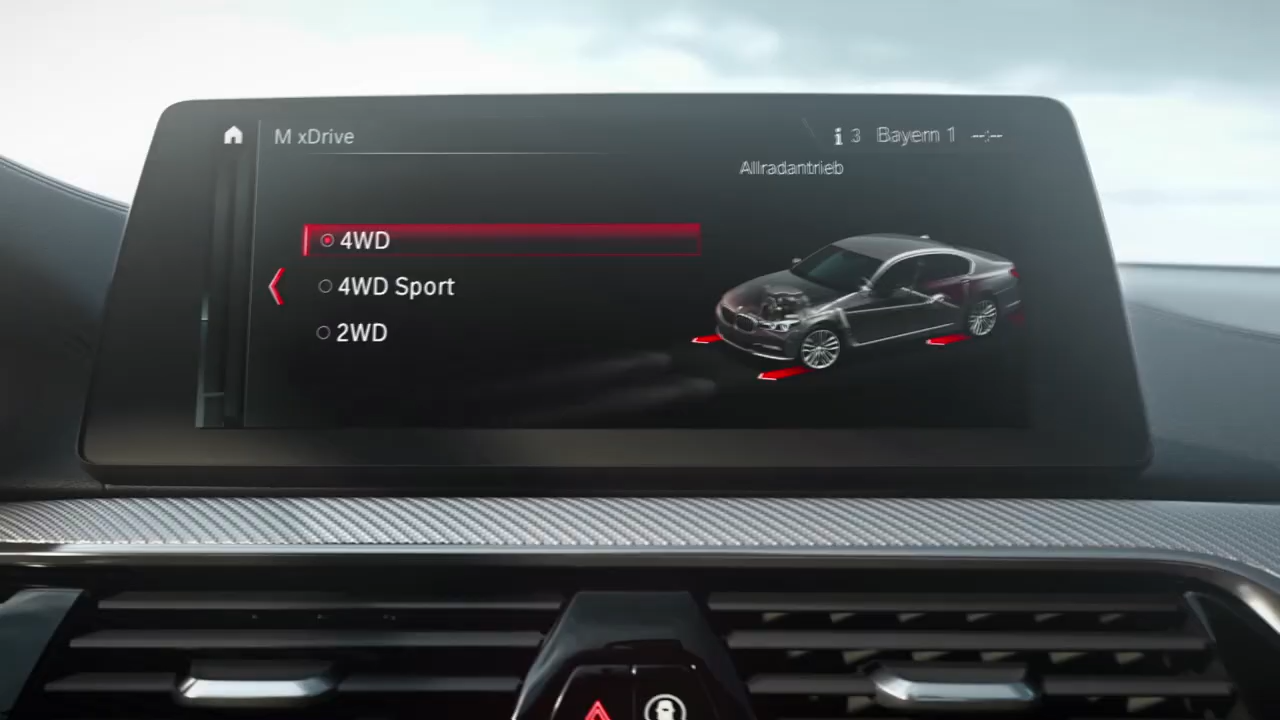 M xDrive
3 Bayern 1 --:--
Allradantrieb
4WD
4WD Sport
2WD